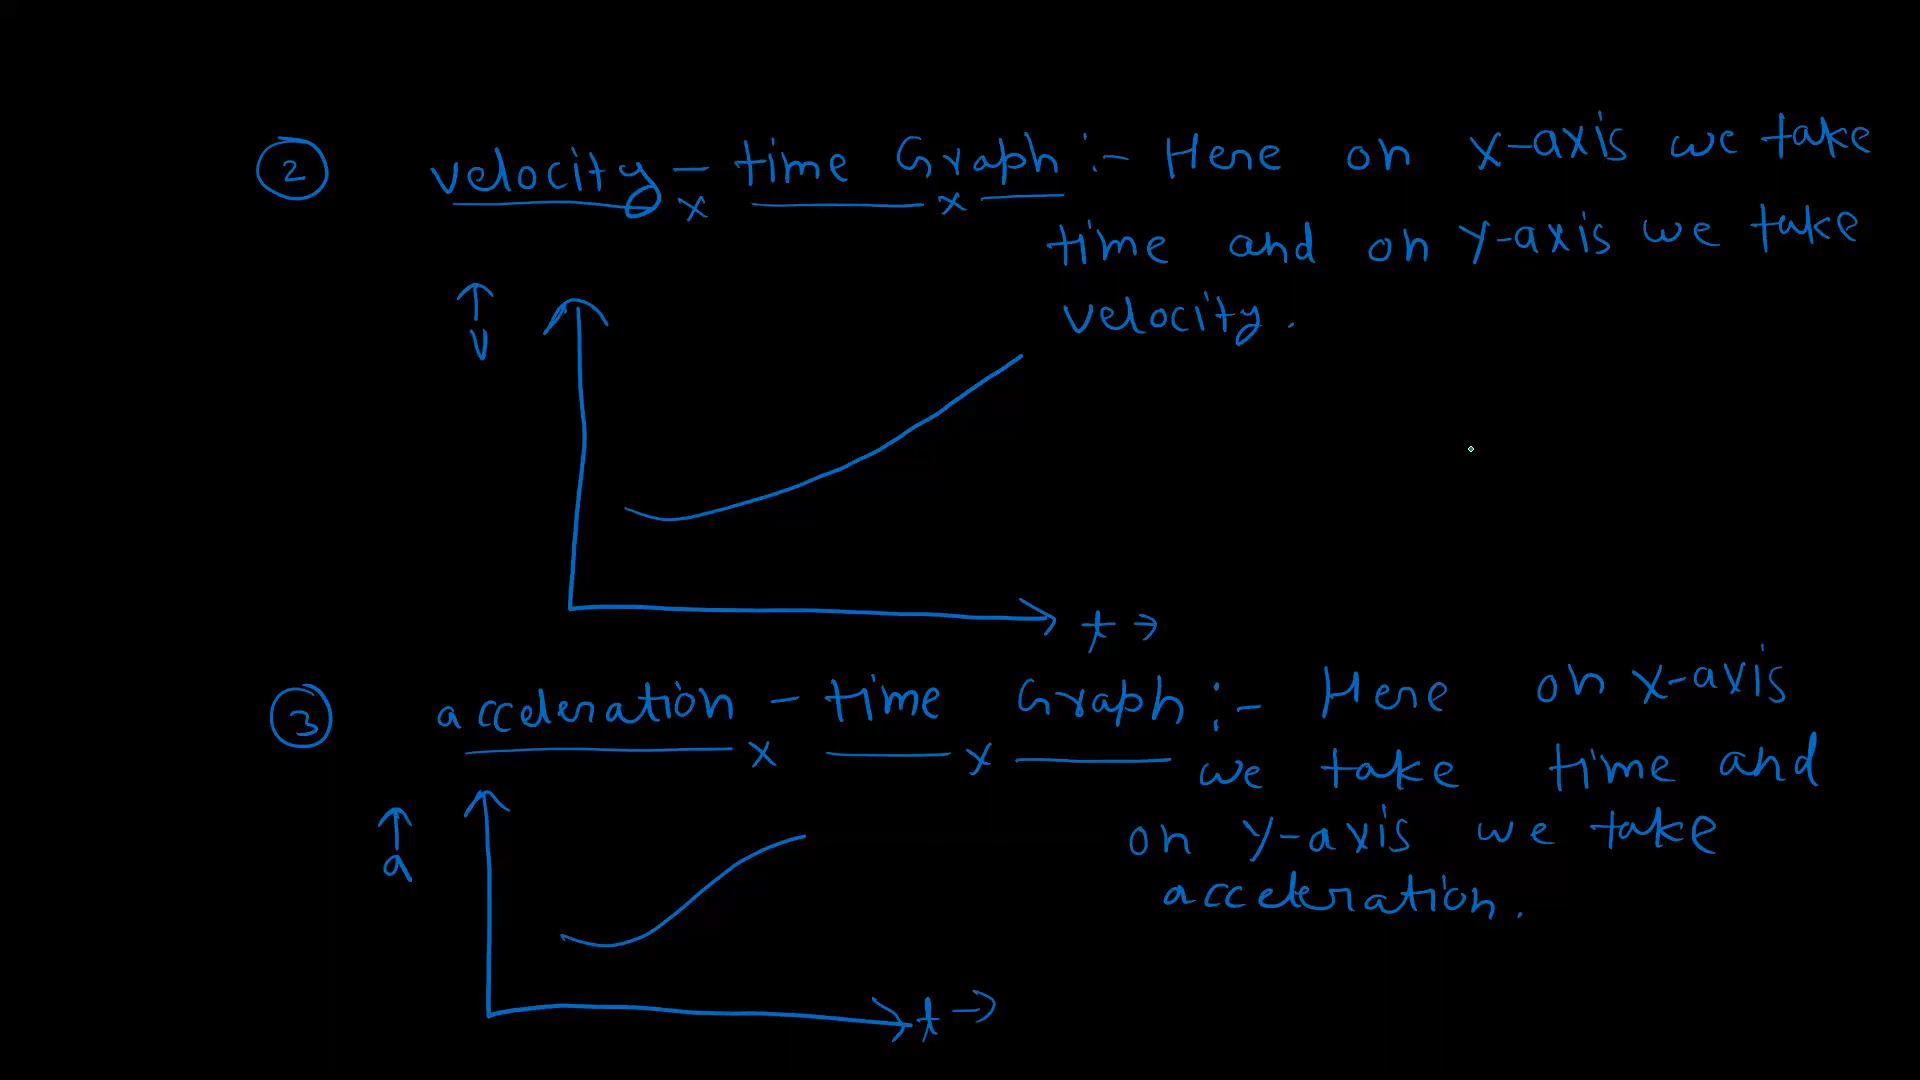 ② velocity - time Graph :- Here on x-axis we take
time and on y-axis we take
velocity.
↑
v
t →
③ acceleration - time Graph :- Here on x-axis
we take time and
on y-axis we take
acceleration.
↑
a
t →